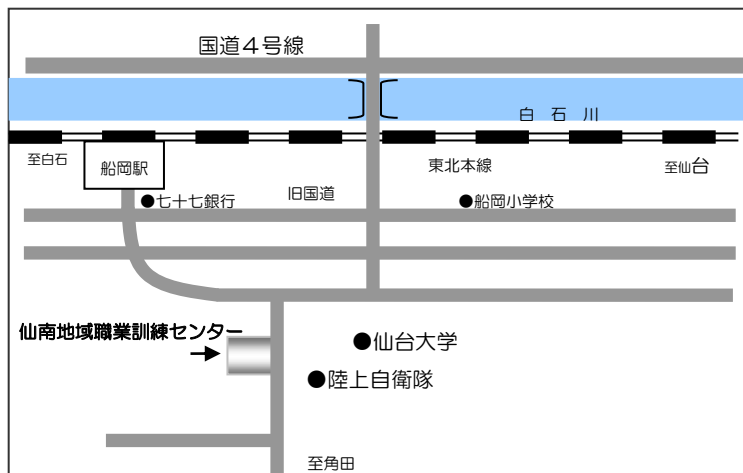 国道４号線
白　石　川
至白石
船岡駅
東北本線
至仙台
●七十七銀行
旧国道
●船岡小学校
仙南地域職業訓練センター
●仙台大学
●陸上自衛隊
至角田